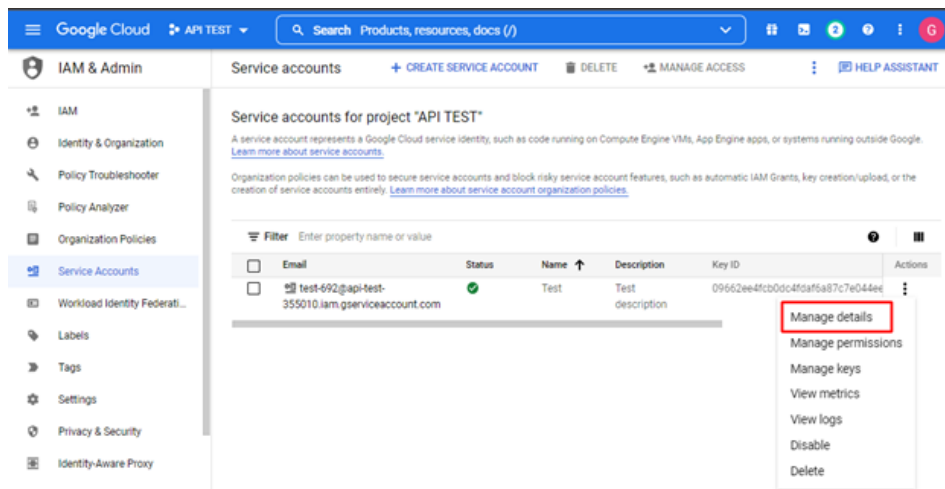 Google Cloud
API TEST
Search Products, resources, docs (/)
2
G
IAM & Admin
Service accounts
+ CREATE SERVICE ACCOUNT
DELETE
MANAGE ACCESS
HELP ASSISTANT
IAM
Identity & Organization
Policy Troubleshooter
Policy Analyzer
Organization Policies
Service Accounts
Workload Identity Federati...
Labels
Tags
Settings
Privacy & Security
Identity-Aware Proxy
Service accounts for project "API TEST"
A service account represents a Google Cloud service identity, such as code running on Compute Engine VMs, App Engine apps, or systems running outside Google.
Learn more about service accounts.
Organization policies can be used to secure service accounts and block risky service account features, such as automatic IAM Grants, key creation/upload, or the
creation of service accounts entirely. Learn more about service account organization policies.
Filter Enter property name or value
Email Status Name Description Key ID Actions
test-692@api-test- Test Test 09662ee4fcb0dc4fdaf6a87c7e044ee
355010.iam.gserviceaccount.com description
Manage details
Manage permissions
Manage keys
View metrics
View logs
Disable
Delete